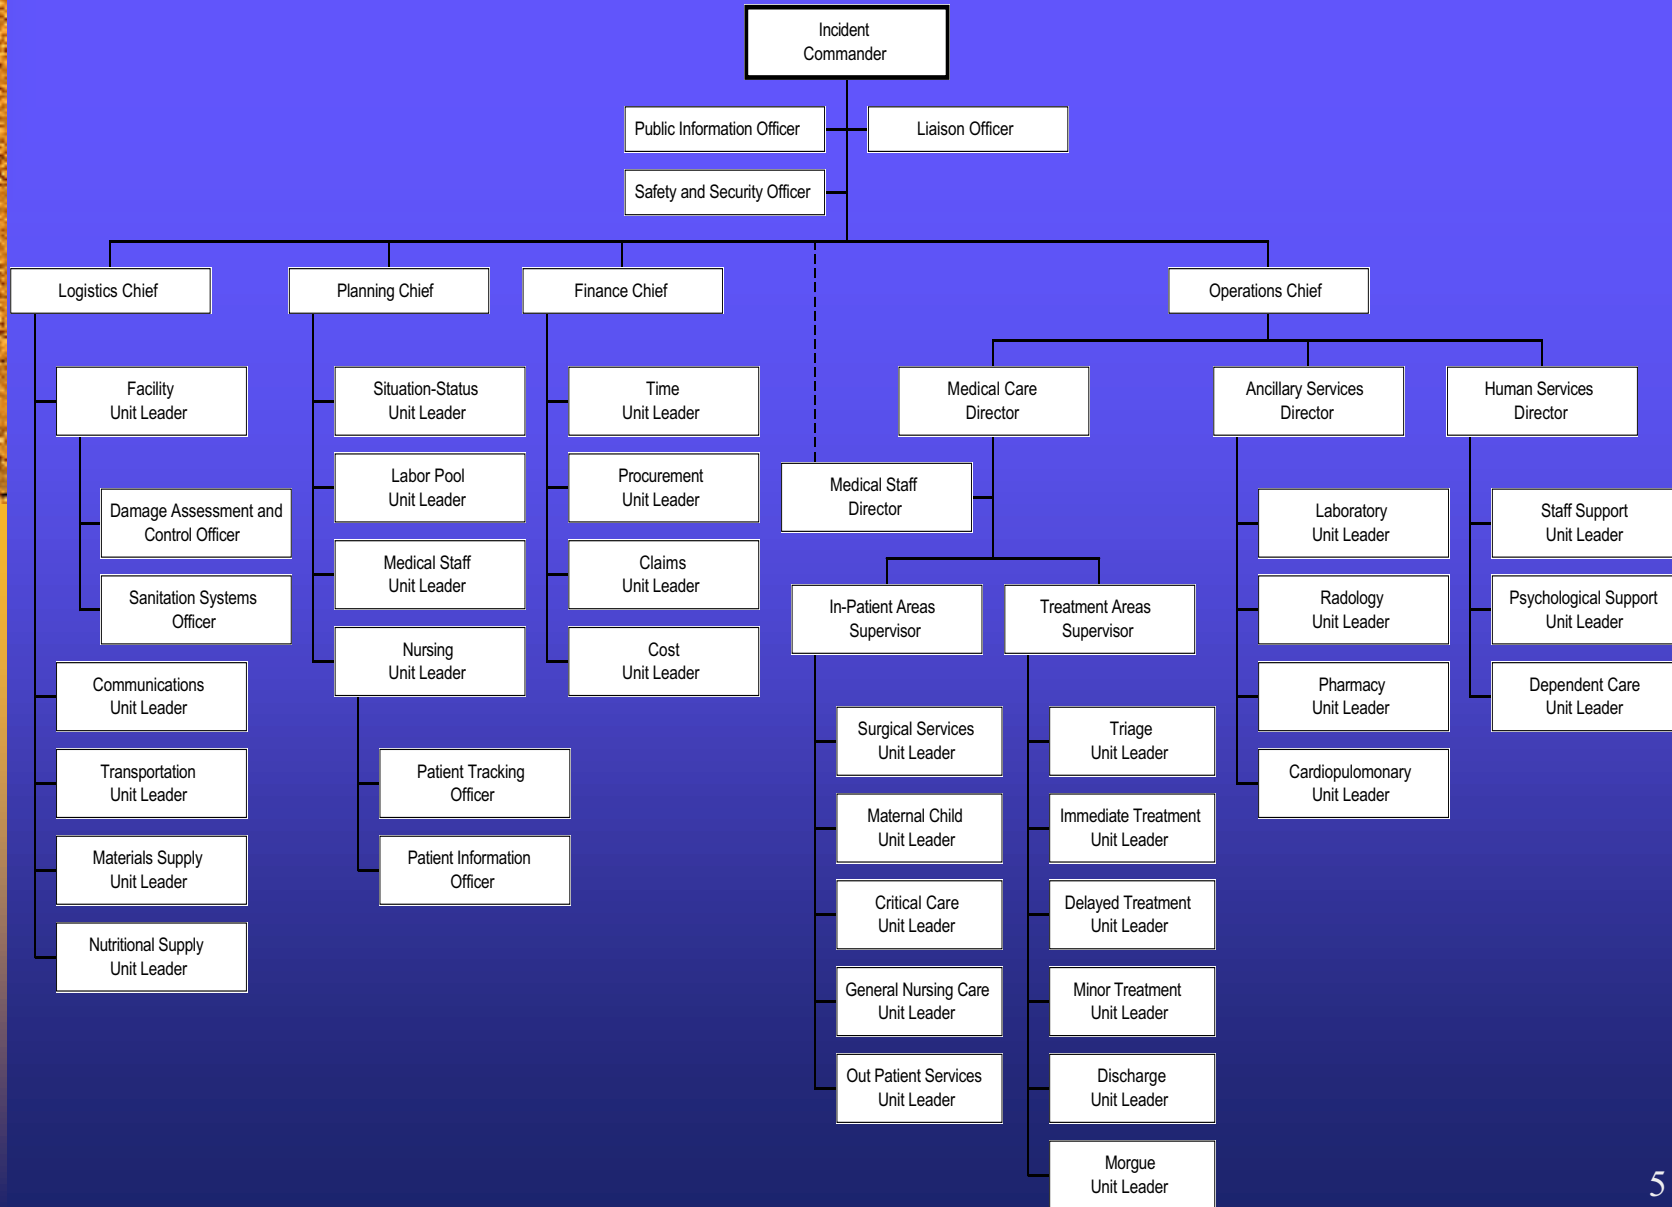 Incident
Commander
Public Information Officer
Liaison Officer
Safety and Security Officer
Logistics Chief
Planning Chief
Finance Chief
Operations Chief
Facility
Unit Leader
Damage Assessment and
Control Officer
Sanitation Systems
Officer
Communications
Unit Leader
Transportation
Unit Leader
Materials Supply
Unit Leader
Nutritional Supply
Unit Leader
Situation-Status
Unit Leader
Labor Pool
Unit Leader
Medical Staff
Unit Leader
Nursing
Unit Leader
Patient Tracking
Officer
Patient Information
Officer
Time
Unit Leader
Procurement
Unit Leader
Claims
Unit Leader
Cost
Unit Leader
Medical Care
Director
Medical Staff
Director
In-Patient Areas
Supervisor
Surgical Services
Unit Leader
Maternal Child
Unit Leader
Critical Care
Unit Leader
General Nursing Care
Unit Leader
Out Patient Services
Unit Leader
Treatment Areas
Supervisor
Triage
Unit Leader
Immediate Treatment
Unit Leader
Delayed Treatment
Unit Leader
Minor Treatment
Unit Leader
Discharge
Unit Leader
Morgue
Unit Leader
Ancillary Services
Director
Laboratory
Unit Leader
Radology
Unit Leader
Pharmacy
Unit Leader
Cardiopulomonary
Unit Leader
Human Services
Director
Staff Support
Unit Leader
Psychological Support
Unit Leader
Dependent Care
Unit Leader
5